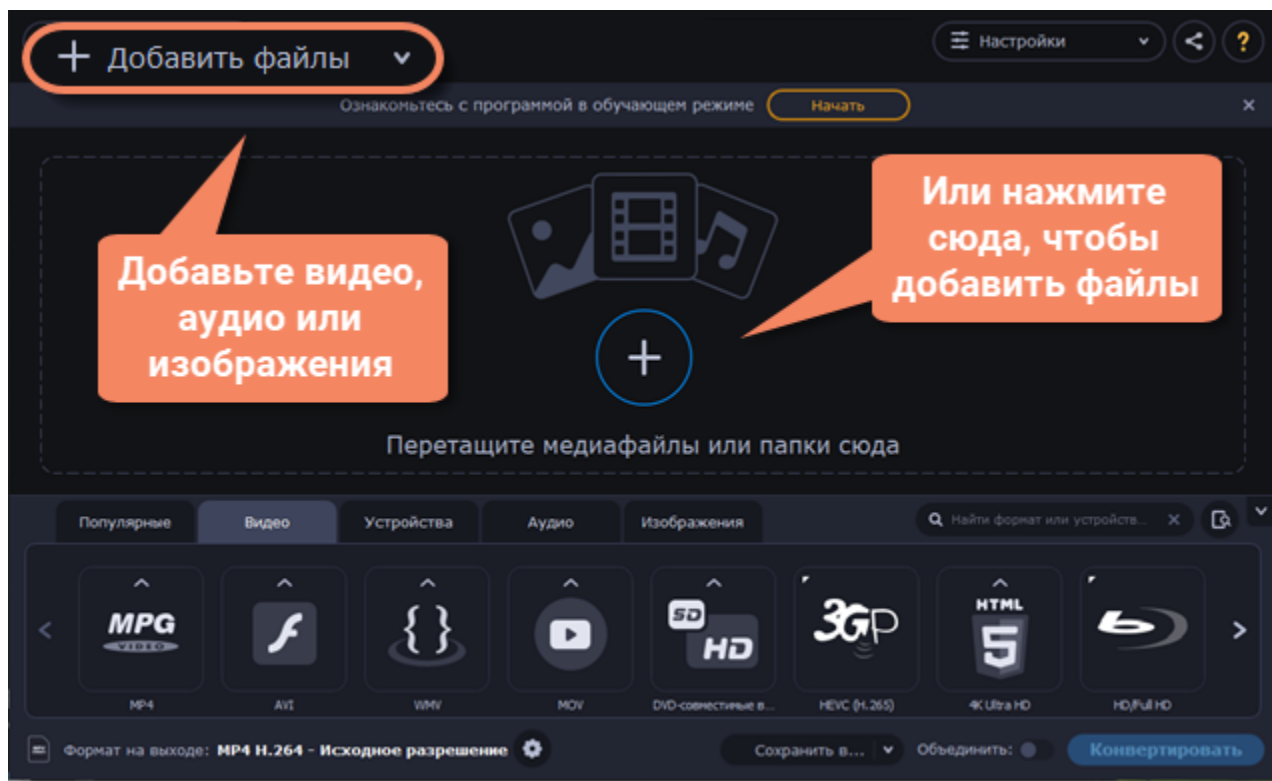 + Добавить файлы
Настройки
?
Ознакомьтесь с программой в обучающем режиме
Начать
Добавьте видео,
аудио или
изображения
Или нажмите
сюда, чтобы
добавить файлы
Перетащите медиафайлы или папки сюда
Популярные
Видео
Устройства
Аудио
Изображения
Найти формат или устройств...
MPG
VIDEO
{ }
SD
HD
3GP
HTML
5
MP4
AVI
WMV
MOV
DVD-совместимые в...
HEVC (H.265)
4K Ultra HD
HD/Full HD
Формат на выходе: MP4 H.264 - Исходное разрешение
Сохранить в...
Объединить:
Конвертировать